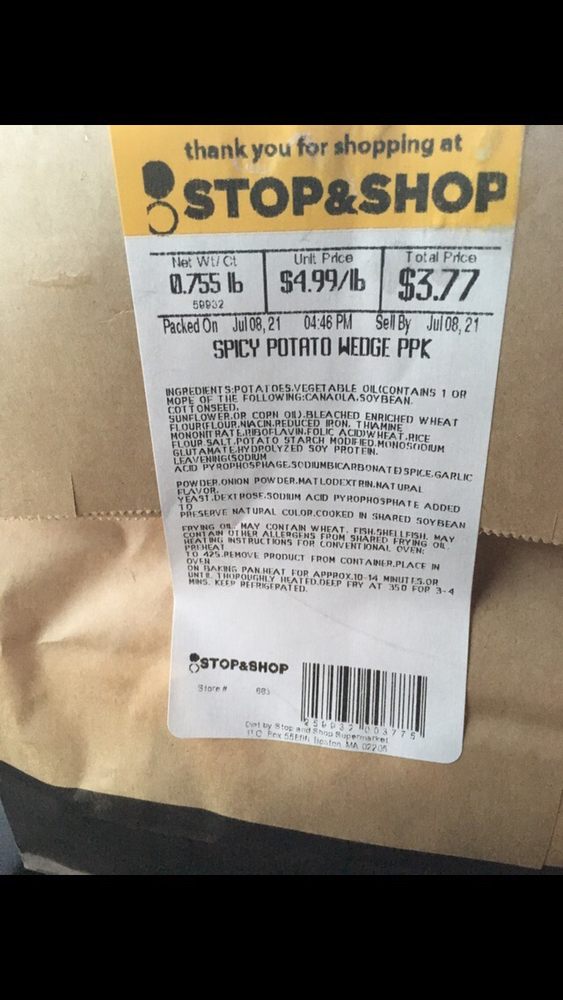 thank you for shopping at
STOP&SHOP
Net Wt/Ct Unit Price Total Price
0.755 lb $4.99/lb $3.77
59932
Packed On Jul 08, 21 04:46 PM Sell By Jul 08, 21
SPICY POTATO WEDGE PPK
INGREDIENTS:POTATOES.VEGETABLE OIL(CONTAINS 1 OR
MORE OF THE FOLLOWING:CANAOLA,SOYBEAN,
COTTONSEED,
SUNFLOWER,OR CORN OIL).BLEACHED ENRICHED WHEAT
FLOUR(FLOUR,NIACIN,REDUCED IRON, THIAMINE
MONONITRATE,RIBOFLAVIN,FOLIC ACID)WHEAT,RICE
FLOUR,SALT,POTATO STARCH MODIFIED,MONOSODIUM
GLUTAMATE,HYDROLYZED SOY PROTEIN,
LEAVENING(SODIUM
ACID PYROPHOSPHAGE,SODIUMBICARBONATE)SPICE,GARLIC
POWDER,ONION POWDER,MATLODEXTRIN,NATURAL
FLAVOR,
YEAST,DEXTROSE,SODIUM ACID PYROPHOSPHATE ADDED
TO
PRESERVE NATURAL COLOR.COOKED IN SHARED SOYBEAN
FRYING OIL, MAY CONTAIN WHEAT, FISH,SHELLFISH. MAY
CONTAIN OTHER ALLERGENS FROM SHARED FRYING OIL.
HEATING INSTRUCTIONS FOR CONVENTIONAL OVEN:
PREHEAT
TO 425.REMOVE PRODUCT FROM CONTAINER.PLACE IN
OVEN
ON BAKING PAN.HEAT FOR APPROX.10-14 MINUTES.OR
UNTIL THOROUGHLY HEATED.DEEP FRY AT 350 FOR 3-4
MINS. KEEP REFRIGERATED.
STOP&SHOP
Store # 603
259932 003776
Dist by Stop and Shop Supermarket
P.O. Box Boston MA 02205